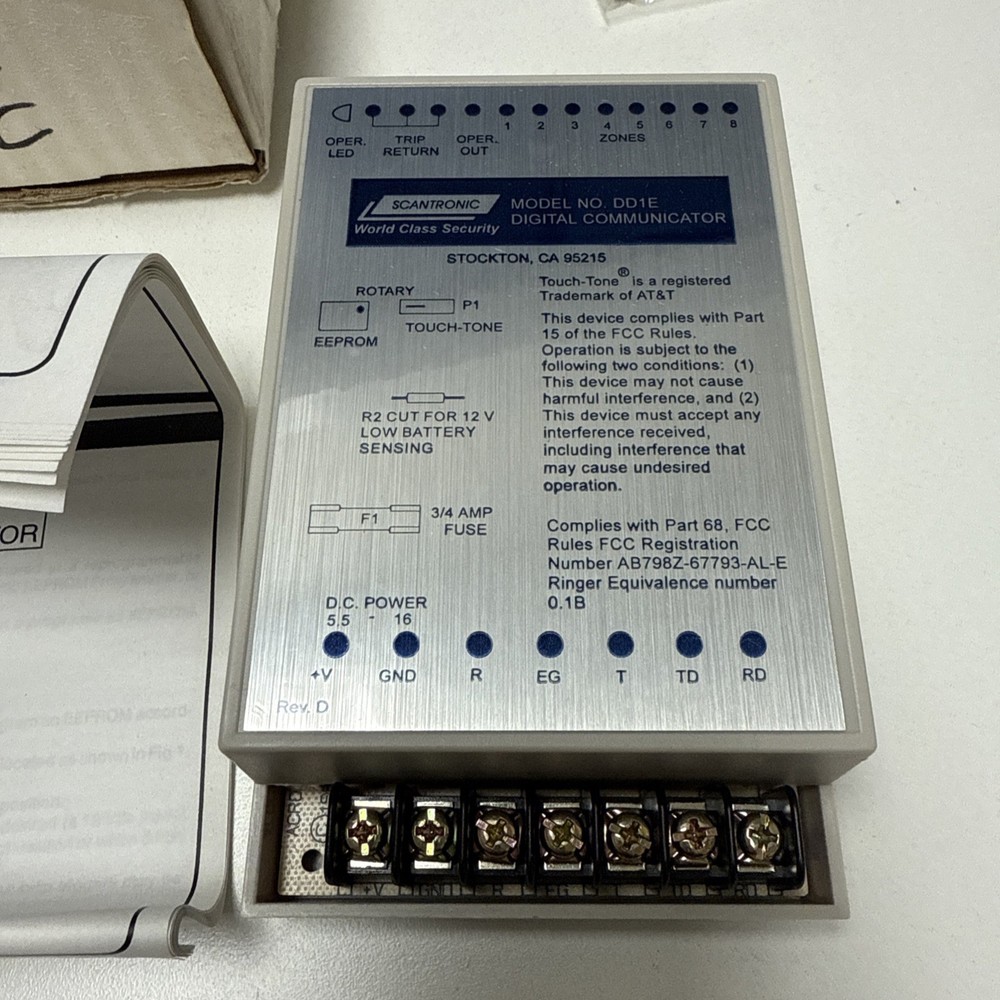 C
OPER. LED
TRIP RETURN
OPER. OUT
1 2 3 4 5 6 7 8
ZONES
SCANTRONIC
World Class Security
MODEL NO. DD1E
DIGITAL COMMUNICATOR
STOCKTON, CA 95215
ROTARY
P1
TOUCH-TONE
EEPROM
R2 CUT FOR 12 V
LOW BATTERY
SENSING
F1
3/4 AMP
FUSE
Touch-Tone® is a registered
Trademark of AT&T
This device complies with Part
15 of the FCC Rules.
Operation is subject to the
following two conditions: (1)
This device may not cause
harmful interference, and (2)
This device must accept any
interference received,
including interference that
may cause undesired
operation.
Complies with Part 68, FCC
Rules FCC Registration
Number AB798Z-67793-AL-E
Ringer Equivalence number
0.1B
D.C. POWER
5.5 - 16
+V GND R EG T TD RD
Rev. D
OR
+V GND R EG